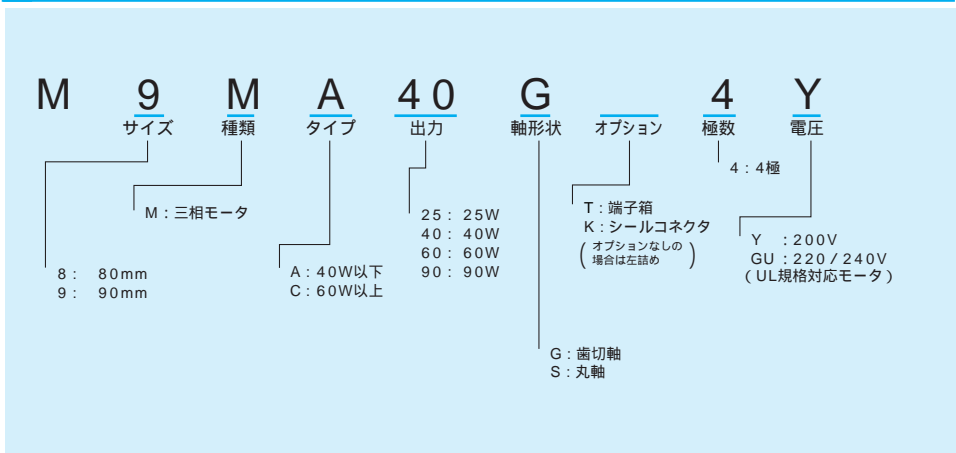 M 9 M A 40 G 4 Y
サイズ 種類 タイプ 出力 軸形状 オプション 極数 電圧
4：4極
M：三相モータ
T：端子箱
K：シールコネクタ
（オプションなしの
場合は左詰め）
25： 25W
40： 40W
60： 60W
90： 90W
Y ：200V
GU：220/240V
（UL規格対応モータ）
8： 80mm
9： 90mm
A：40W以下
C：60W以上
G：歯切軸
S：丸軸